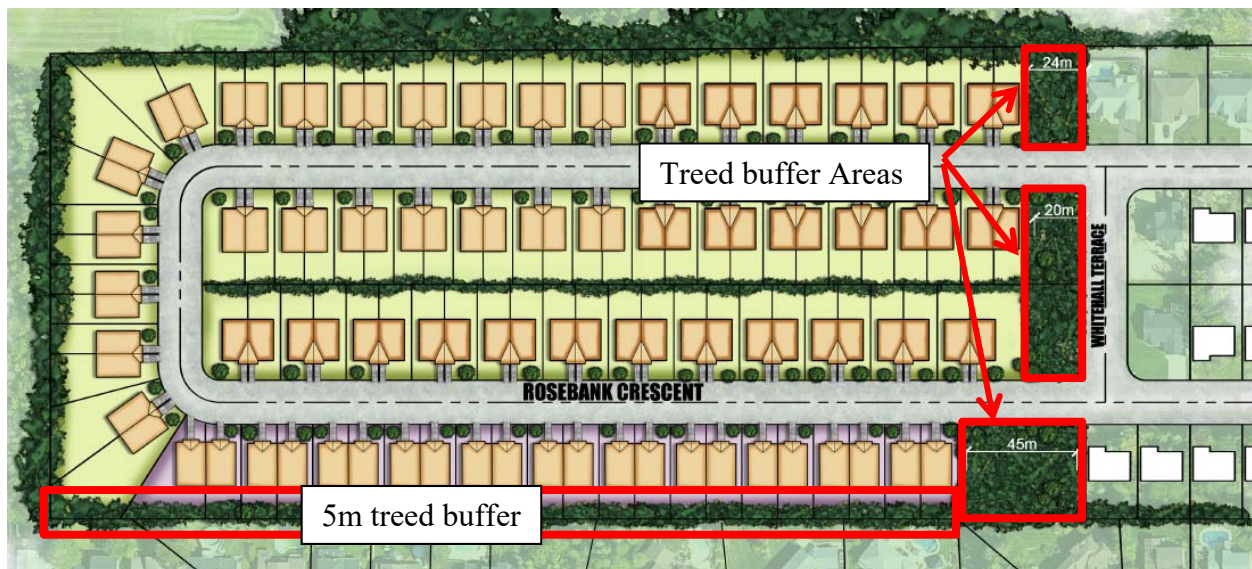 24m
Treed buffer Areas
20m
WHITEHALL TERRACE
ROSEBANK CRESCENT
45m
5m treed buffer